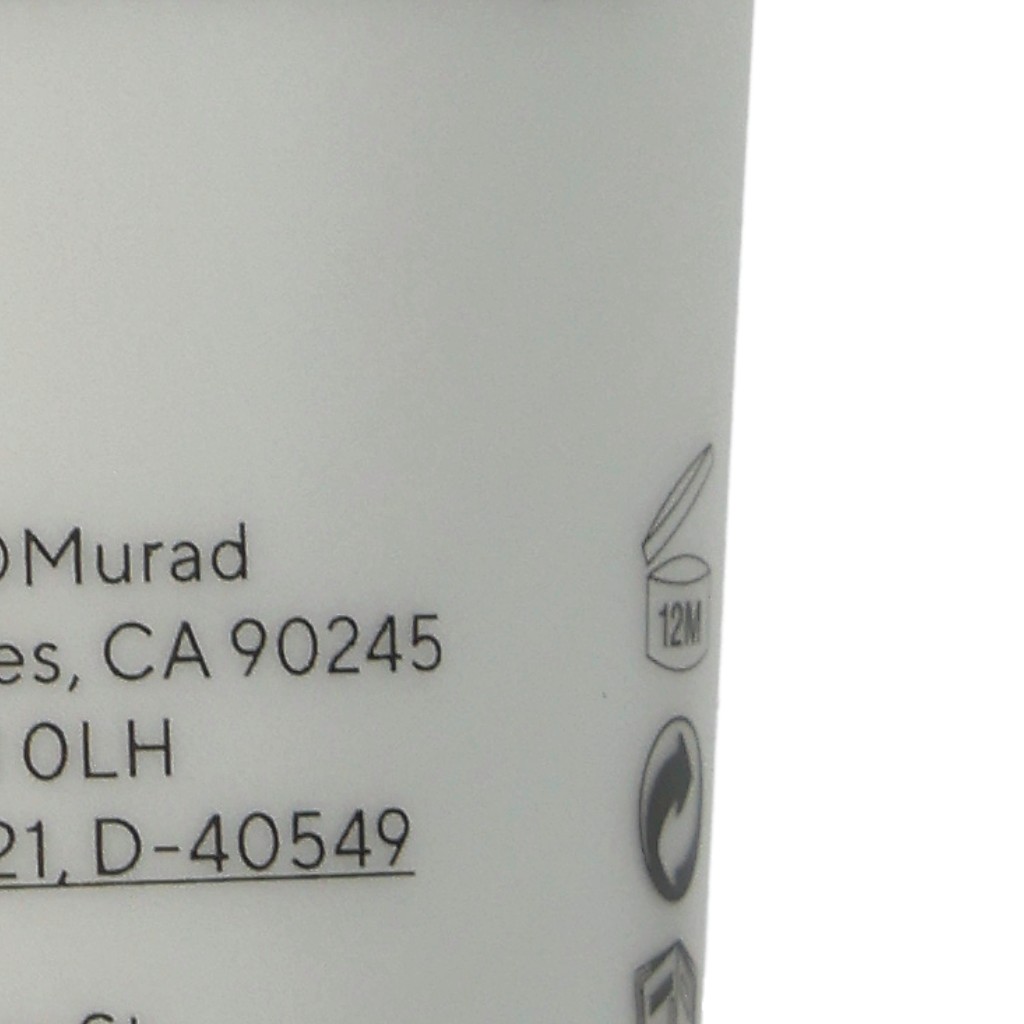 Murad
es, CA 90245
0LH
21, D-40549
12M